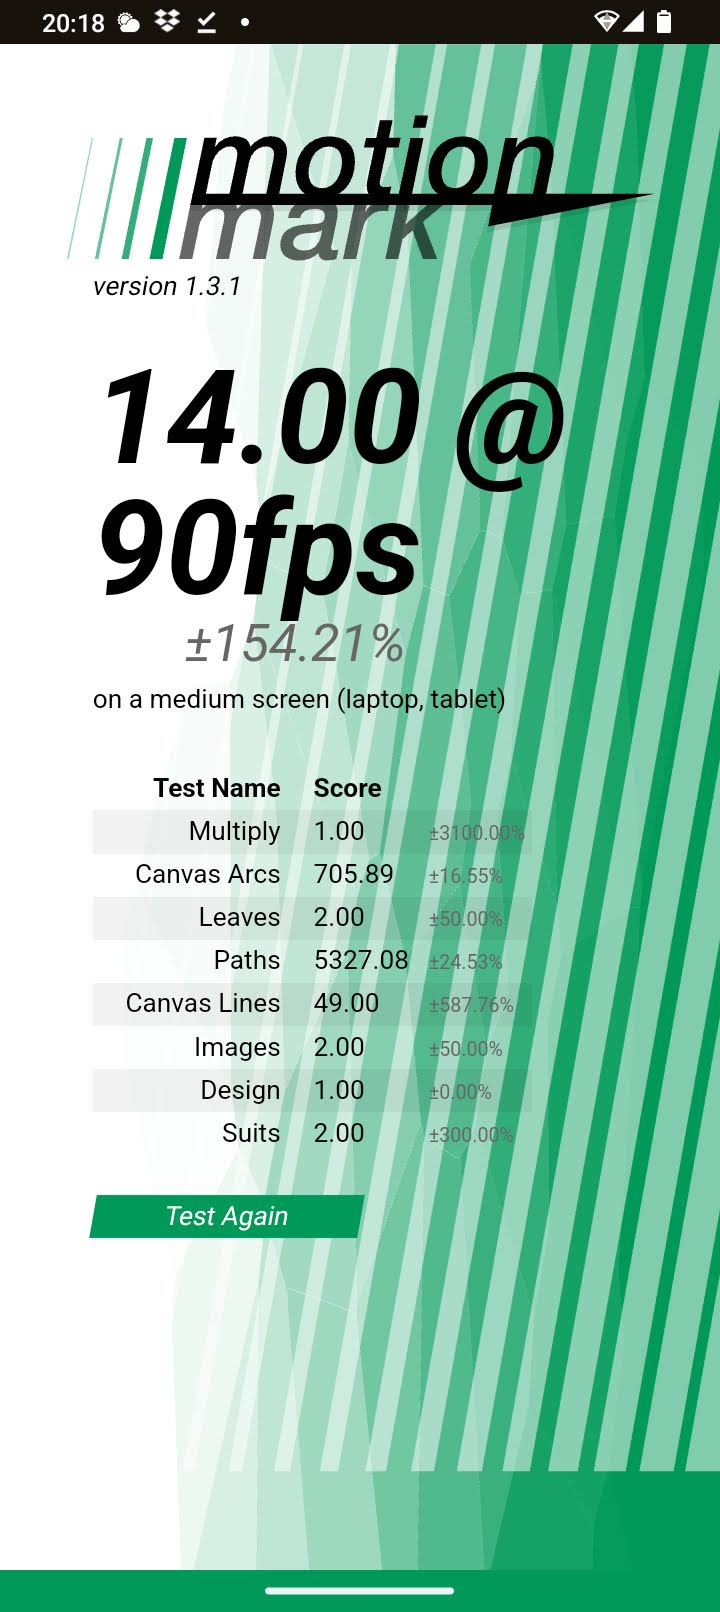 20:18
motion
mark
version 1.3.1
14.00 @
90fps
±154.21%
on a medium screen (laptop, tablet)
Test Name Score
Multiply 1.00 ±3100.00%
Canvas Arcs 705.89 ±16.55%
Leaves 2.00 ±50.00%
Paths 5327.08 ±24.53%
Canvas Lines 49.00 ±587.76%
Images 2.00 ±50.00%
Design 1.00 ±0.00%
Suits 2.00 ±300.00%
Test Again